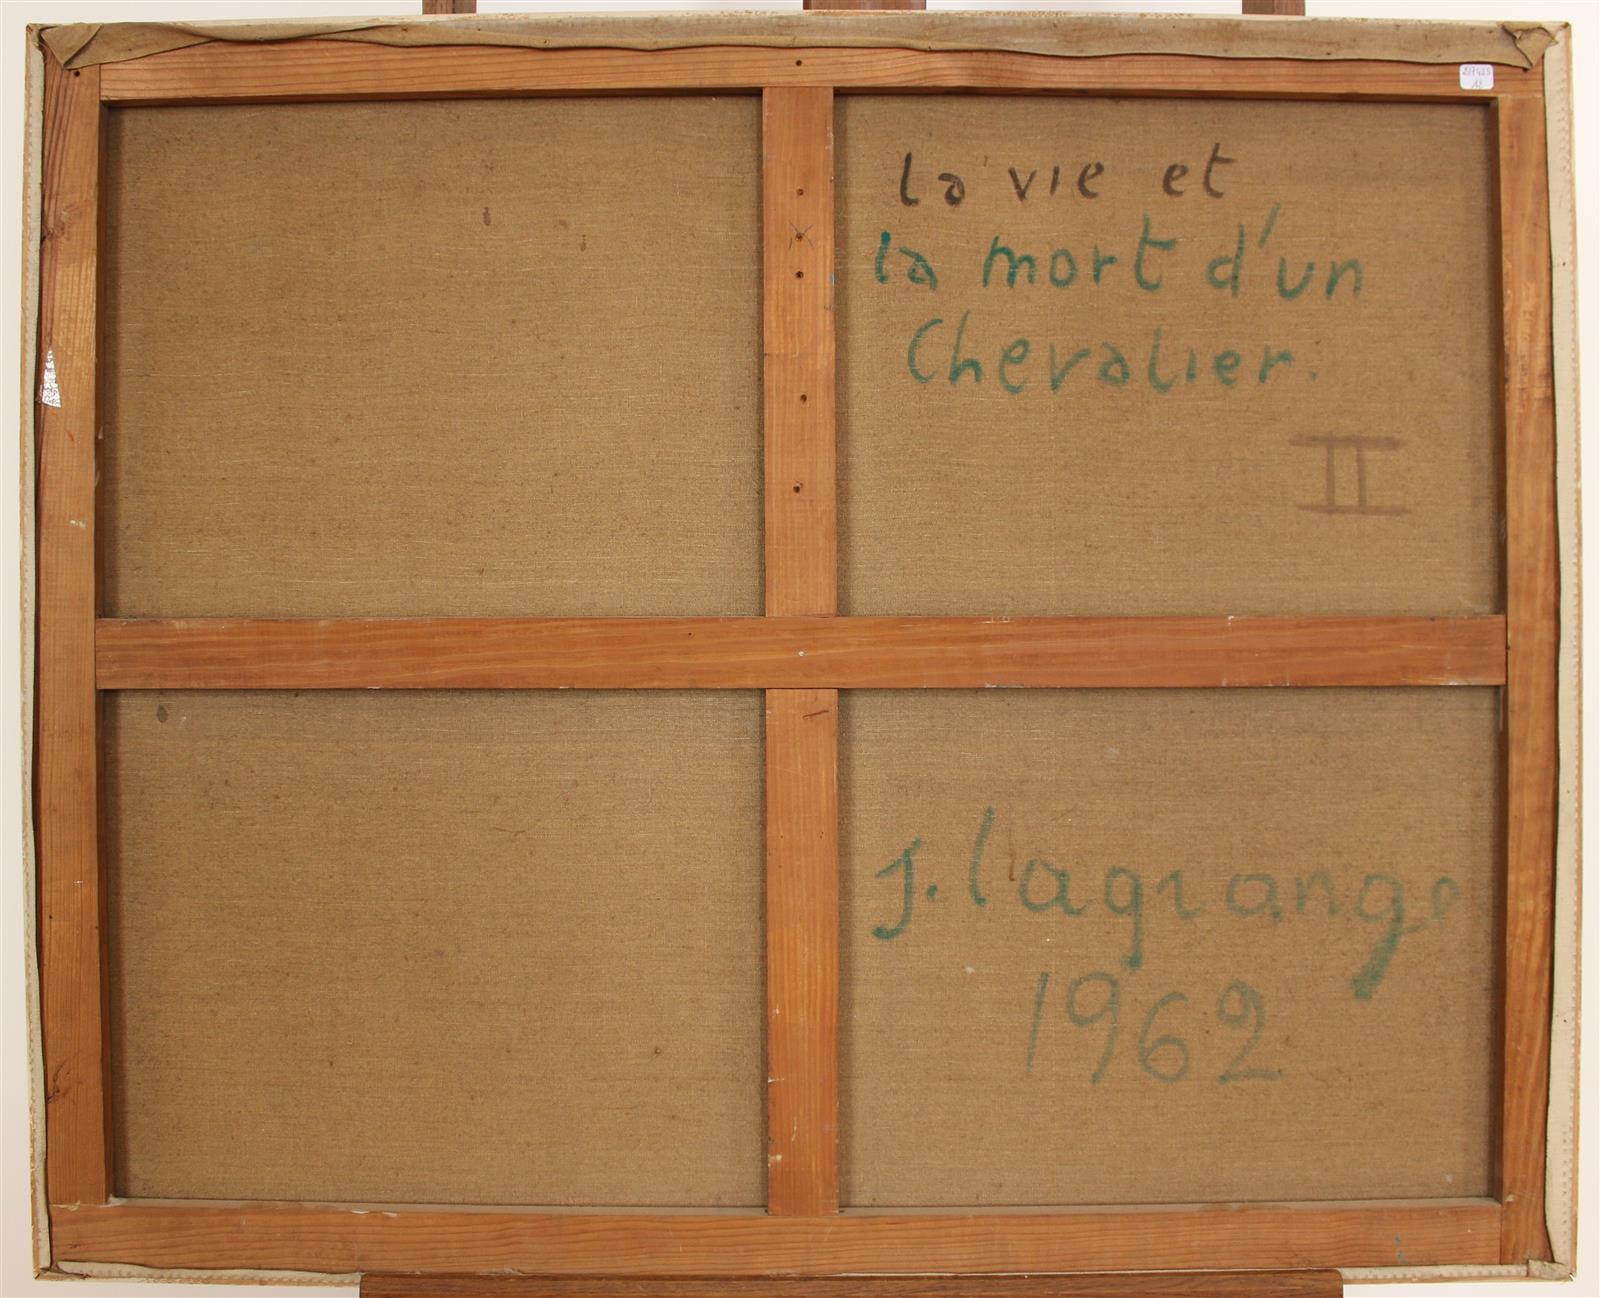 la vie et
la mort d'un
Chevalier.
II
J. lagrange
1962